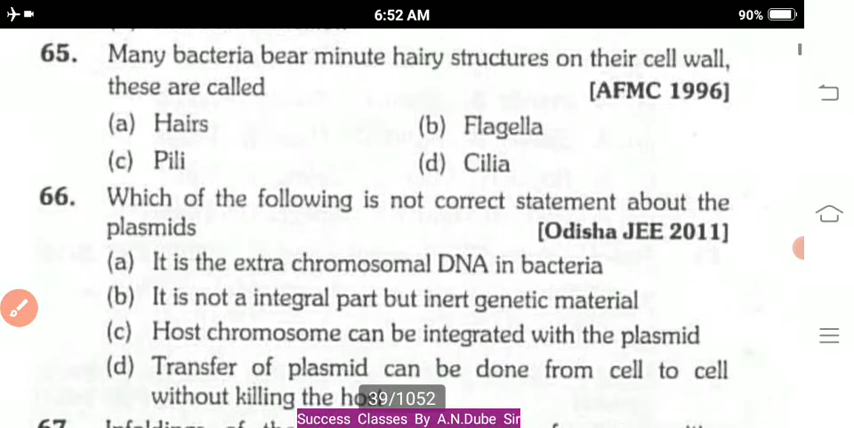 6:52 AM
90%
65. Many bacteria bear minute hairy structures on their cell wall,
these are called [AFMC 1996]
(a) Hairs (b) Flagella
(c) Pili (d) Cilia
66. Which of the following is not correct statement about the
plasmids [Odisha JEE 2011]
(a) It is the extra chromosomal DNA in bacteria
(b) It is not a integral part but inert genetic material
(c) Host chromosome can be integrated with the plasmid
(d) Transfer of plasmid can be done from cell to cell
without killing the
39/1052
Success Classes By A.N.Dube Sir
67. Infoldings of the